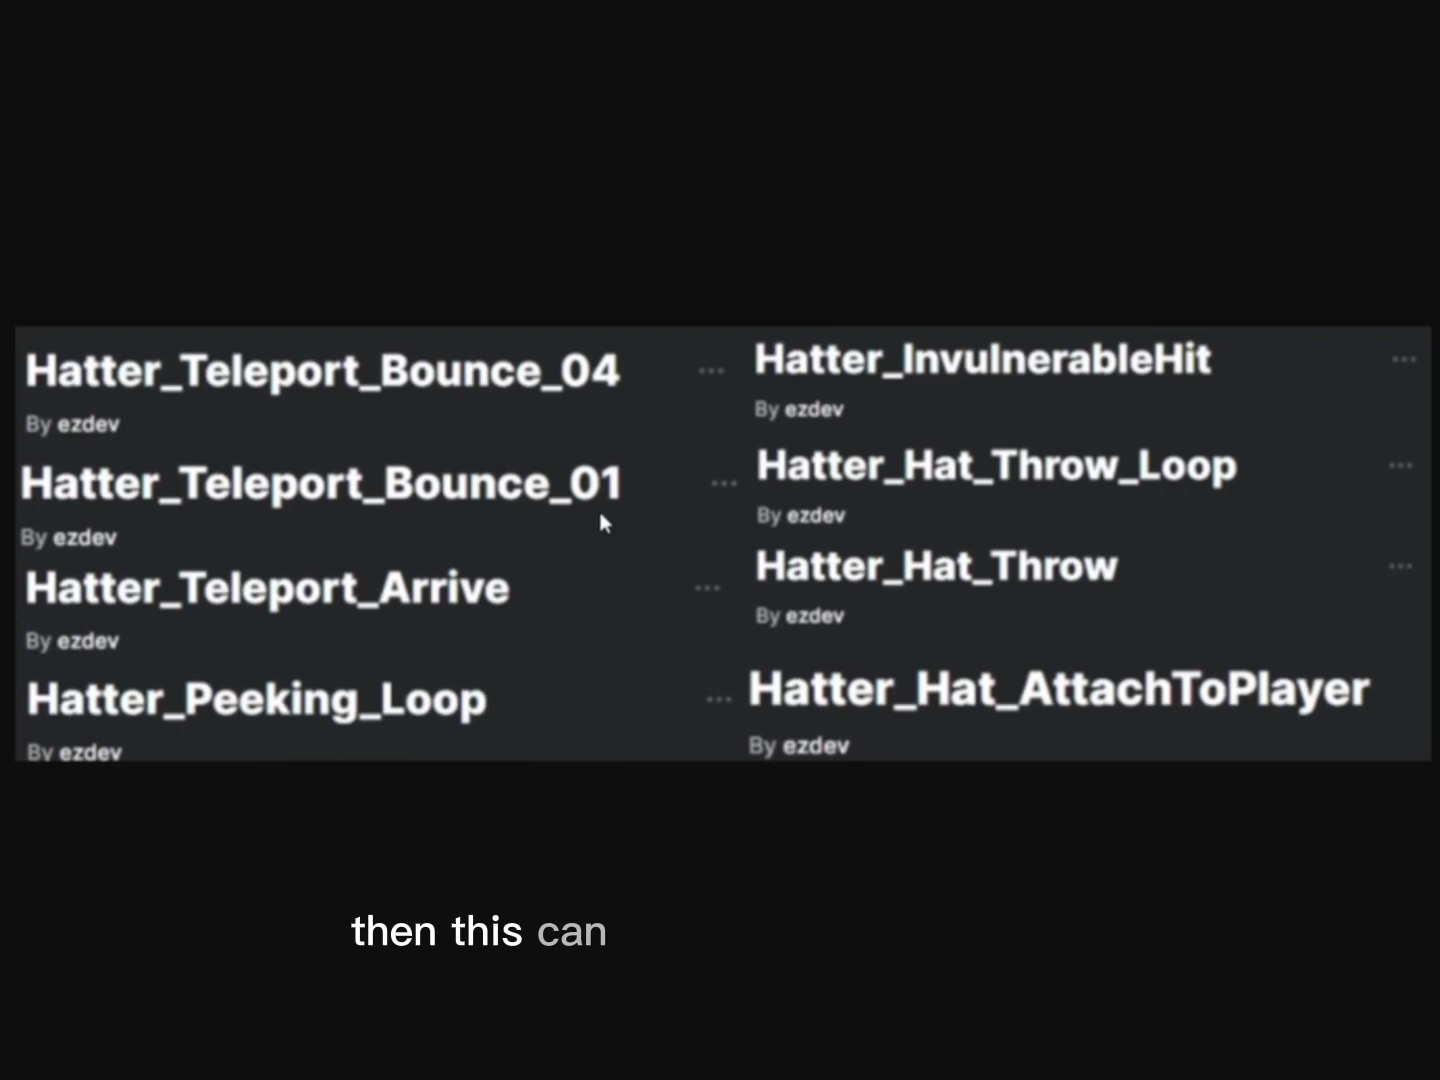 Hatter_Teleport_Bounce_04
...
By ezdev
Hatter_Teleport_Bounce_01
...
By ezdev
Hatter_Teleport_Arrive
...
By ezdev
Hatter_Peeking_Loop
...
By ezdev
Hatter_InvulnerableHit
...
By ezdev
Hatter_Hat_Throw_Loop
...
By ezdev
Hatter_Hat_Throw
...
By ezdev
Hatter_Hat_AttachToPlayer
By ezdev
then this can